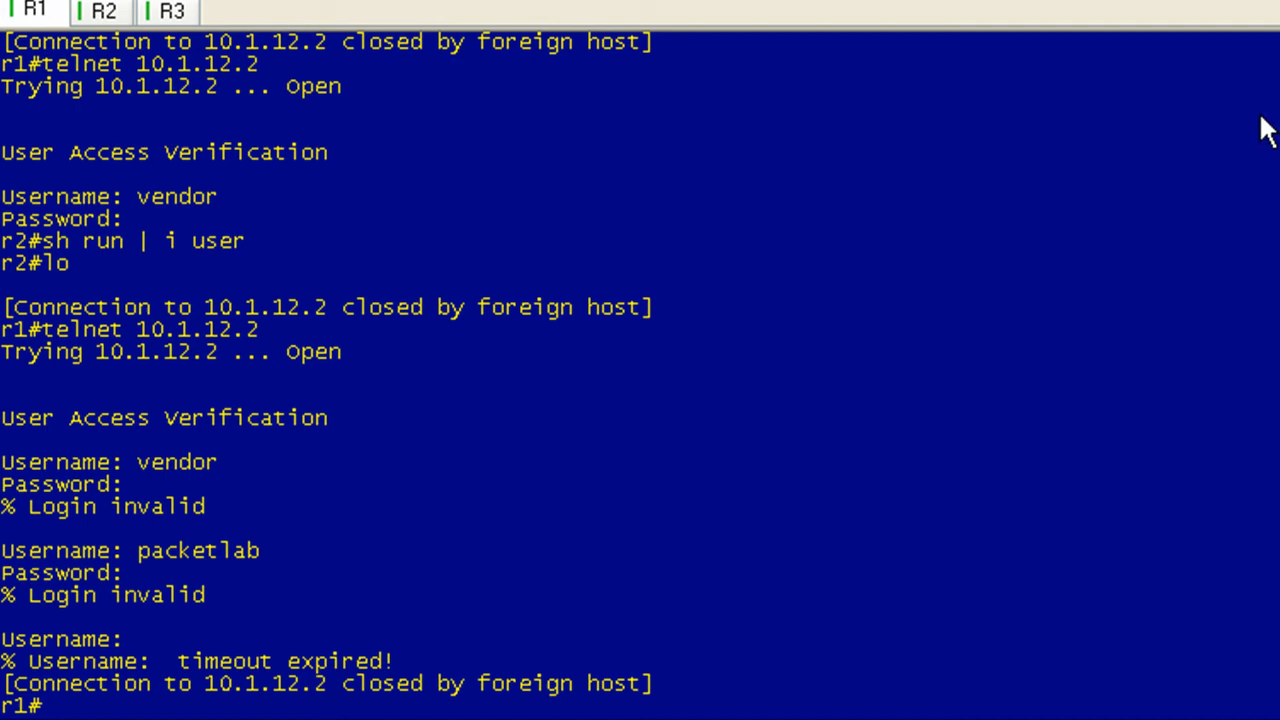 R1 R2 R3
[Connection to 10.1.12.2 closed by foreign host]
r1#telnet 10.1.12.2
Trying 10.1.12.2 ... Open
User Access Verification
Username: vendor
Password:
r2#sh run | i user
r2#lo
[Connection to 10.1.12.2 closed by foreign host]
r1#telnet 10.1.12.2
Trying 10.1.12.2 ... Open
User Access Verification
Username: vendor
Password:
% Login invalid
Username: packetlab
Password:
% Login invalid
Username:
% Username:  timeout expired!
[Connection to 10.1.12.2 closed by foreign host]
r1#